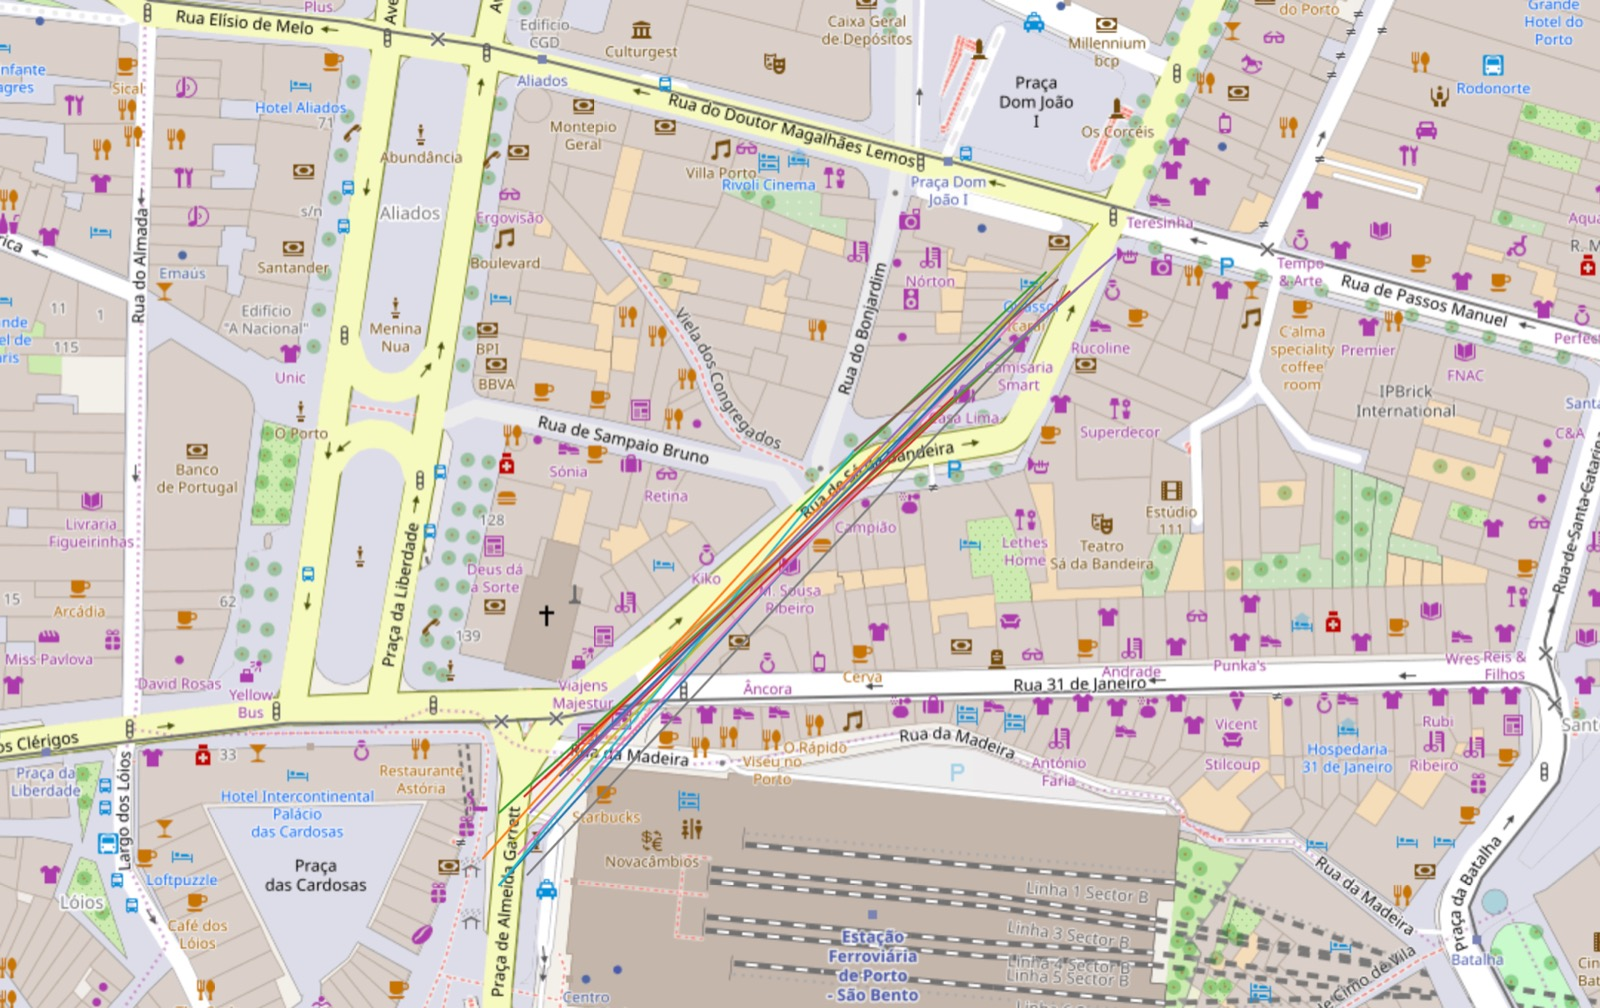 Plus
Rua Elísio de Melo
Edifício
CGD
Culturgest
Caixa Geral
de Depósitos
Millennium
bcp
do Porto
Grande
Hotel do
Porto
Sical
Hotel Aliados
71
Aliados
Montepio
Geral
Rua do Doutor Magalhães Lemos
Praça
Dom João
I
Os Corcéis
Rodonorte
Abundância
Villa Porto
Rivoli Cinema
Praça Dom
João I
s/n
Aliados
Ergovisão
Teresinha
Rua do Almada
Emaús
Santander
Boulevard
Nórton
Tempo
& Arte
R. M
Rua de Passos Manuel
11
1
Edifício
"A Nacional"
Menina
Nua
Viela dos Congregados
Rua do Bonjardim
115
BPI
BBVA
Rucoline
C'alma
speciality
coffee
room
Premier
FNAC
Unic
Camisaria
Smart
IPBrick
International
O Porto
Rua de Sampaio Bruno
Casa Lima
Superdecor
C&A
Banco
de Portugal
Sónia
Retina
Rua de Sá da Bandeira
Livraria
Figueirinhas
128
Campião
Estúdio
111
Praça da Liberdade
Deus dá
a Sorte
Kiko
M. Sousa
Ribeiro
Lethes
Home
Teatro
Sá da Bandeira
Rua de Santa Catarina
15
Arcádia
62
139
Miss Pavlova
David Rosas
Yellow
Bus
Viajens
Majestur
Âncora
Cerva
Rua 31 de Janeiro
Andrade
Punka's
Wres
Reis &
Filhos
os Clérigos
33
Rua da Madeira
O Rápido
Viseu no
Porto
Rua da Madeira
António
Faria
Vicent
Stilcoup
Hospedaria
31 de Janeiro
Rubi
Ribeiro
Praça da
Liberdade
Largo dos Lóios
Hotel Intercontinental
Palácio
das Cardosas
Restaurante
Astória
Starbucks
P
Novacâmbios
Praça
das Cardosas
Loftpuzzle
Lóios
Café dos
Lóios
Praça de Almeida Garrett
Linha 1 Sector B
Linha 3 Sector B
Linha 4 Sector B
Linha 5 Sector B
Estação
Ferroviária
de Porto
- São Bento
Centro
Rua da Madeira
Praça da Batalha
Batalha
de Cimo de Vila